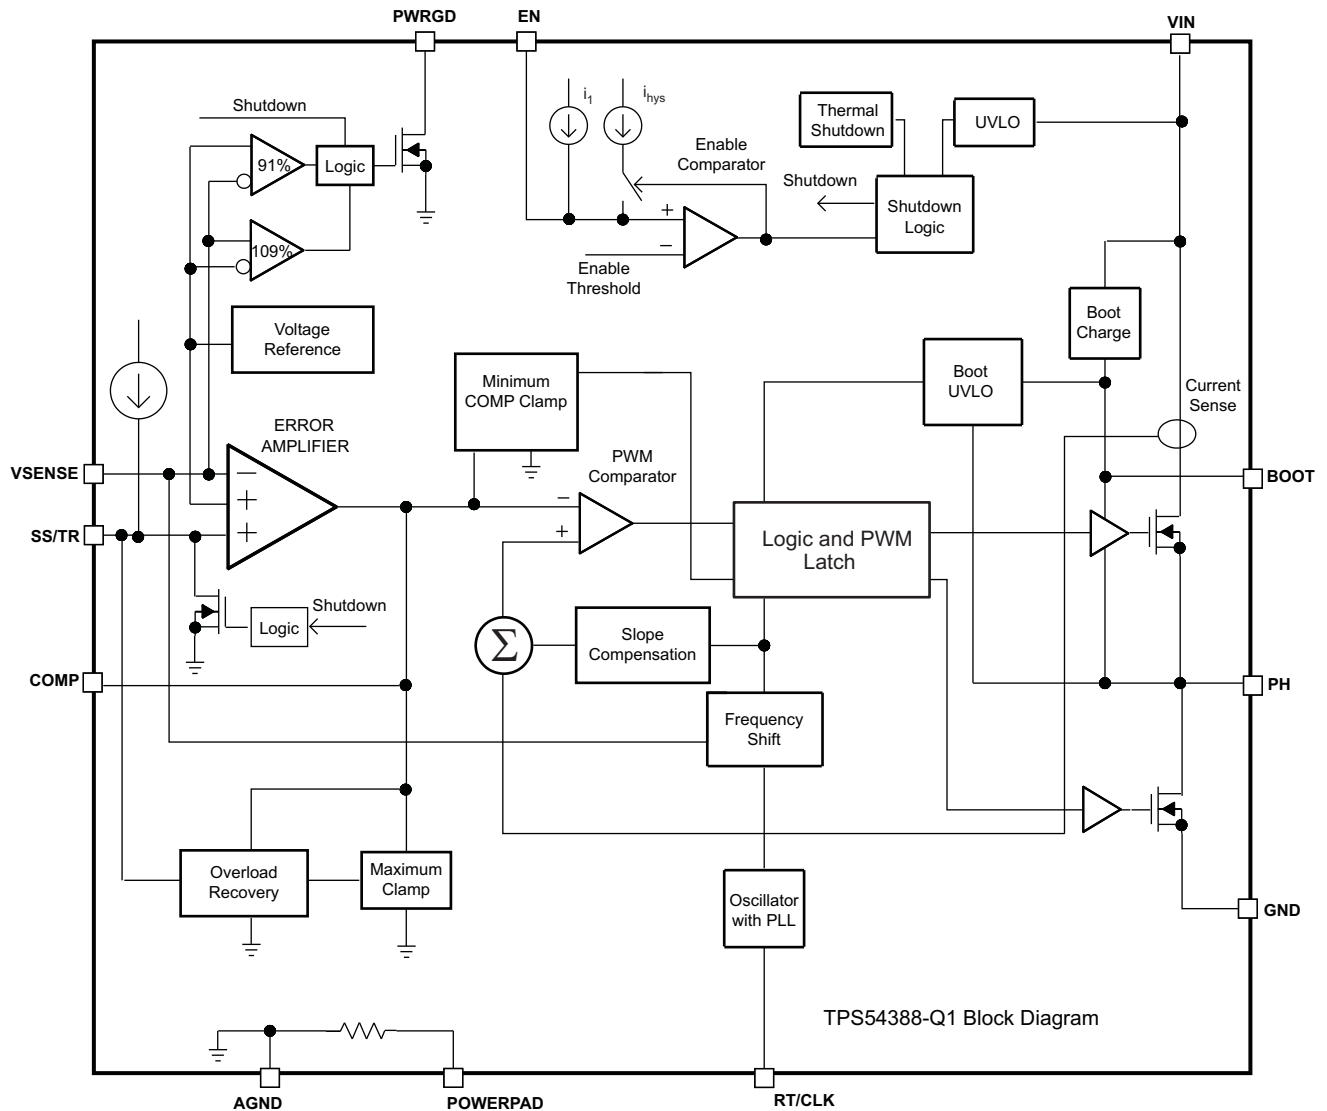 PWRGD
EN
VIN
Shutdown
i1
ihys
Thermal
Shutdown
UVLO
91%
Logic
Enable
Comparator
Shutdown
+
Shutdown
Logic
109%
−
Enable
Threshold
Voltage
Reference
Boot
Charge
Minimum
COMP Clamp
Boot
UVLO
Current
Sense
ERROR
AMPLIFIER
PWM
Comparator
VSENSE
−
BOOT
+
−
SS/TR
+
+
Logic and PWM
Latch
Shutdown
Logic
Σ
Slope
Compensation
COMP
PH
Frequency
Shift
Overload
Recovery
Maximum
Clamp
Oscillator
with PLL
GND
TPS54388-Q1 Block Diagram
AGND
POWERPAD
RT/CLK